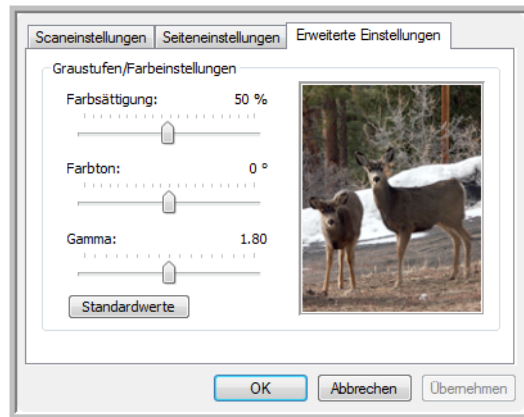 Scaneinstellungen Seiteneinstellungen Erweiterte Einstellungen
Graustufen/Farbeinstellungen
Farbsättigung: 50 %
Farbton: 0 °
Gamma: 1.80
Standardwerte
OK Abbrechen Übernehmen